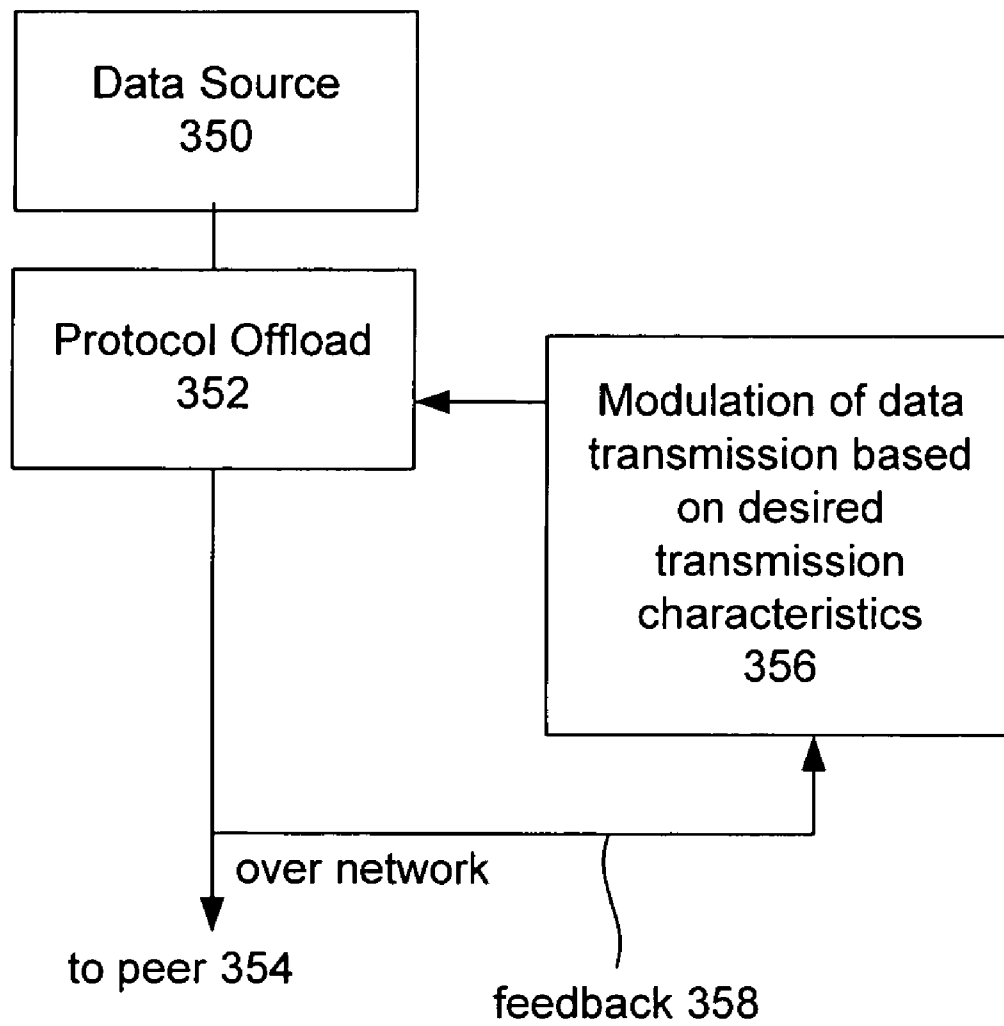 Data Source
350
Protocol Offload
352
Modulation of data
transmission based
on desired
transmission
characteristics
356
over network
to peer 354
feedback 358